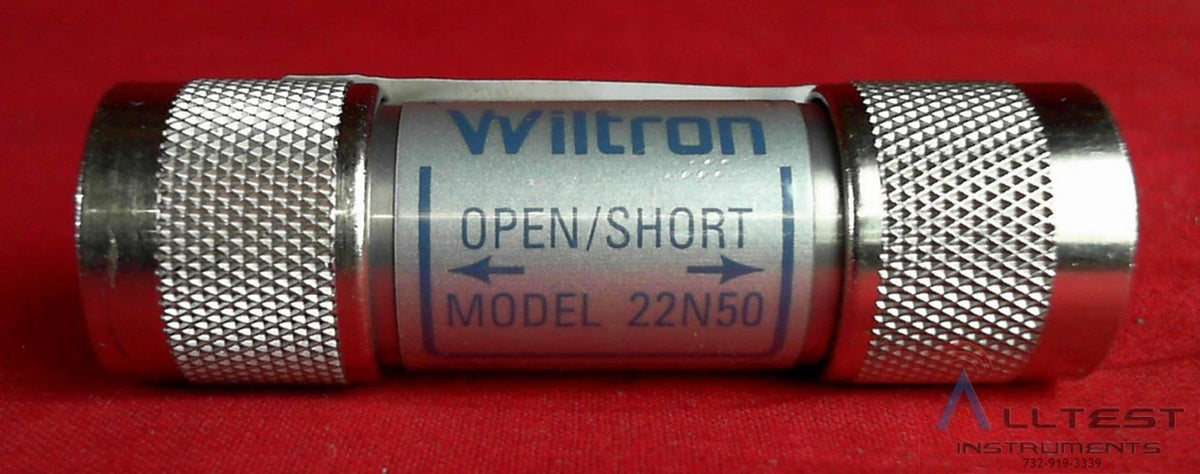 Wiltron
OPEN/SHORT
MODEL 22N50
ALLTEST
INSTRUMENTS
732-919-3339